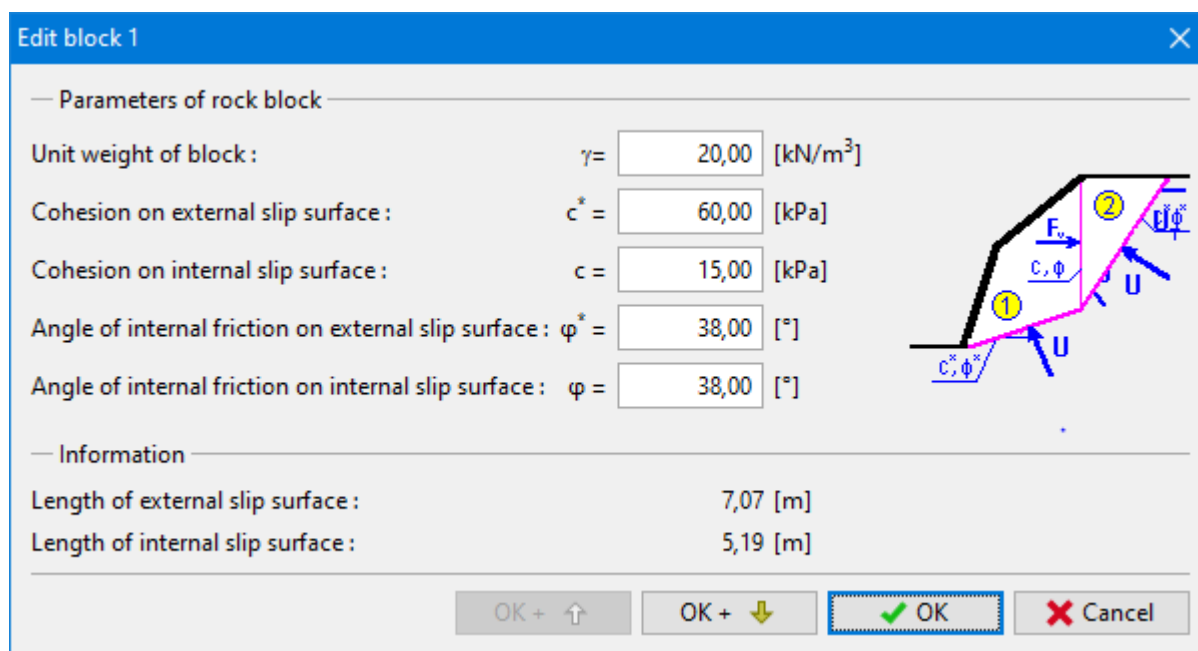 Edit block 1
Parameters of rock block
Unit weight of block : γ= 20,00 [kN/m³]
Cohesion on external slip surface : c* = 60,00 [kPa]
Cohesion on internal slip surface : c = 15,00 [kPa]
Angle of internal friction on external slip surface : φ* = 38,00 [°]
Angle of internal friction on internal slip surface : φ = 38,00 [°]
2
Fᵥ
c,φ
U
1
U
c*,φ*
Information
Length of external slip surface : 7,07 [m]
Length of internal slip surface : 5,19 [m]
OK + OK + OK Cancel